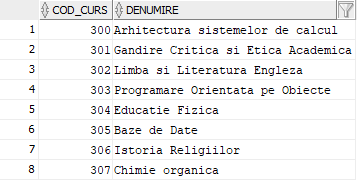 COD_CURS DENUMIRE
1 300 Arhitectura sistemelor de calcul
2 301 Gandire Critica si Etica Academica
3 302 Limba si Literatura Engleza
4 303 Programare Orientata pe Obiecte
5 304 Educatie Fizica
6 305 Baze de Date
7 306 Istoria Religiilor
8 307 Chimie organica